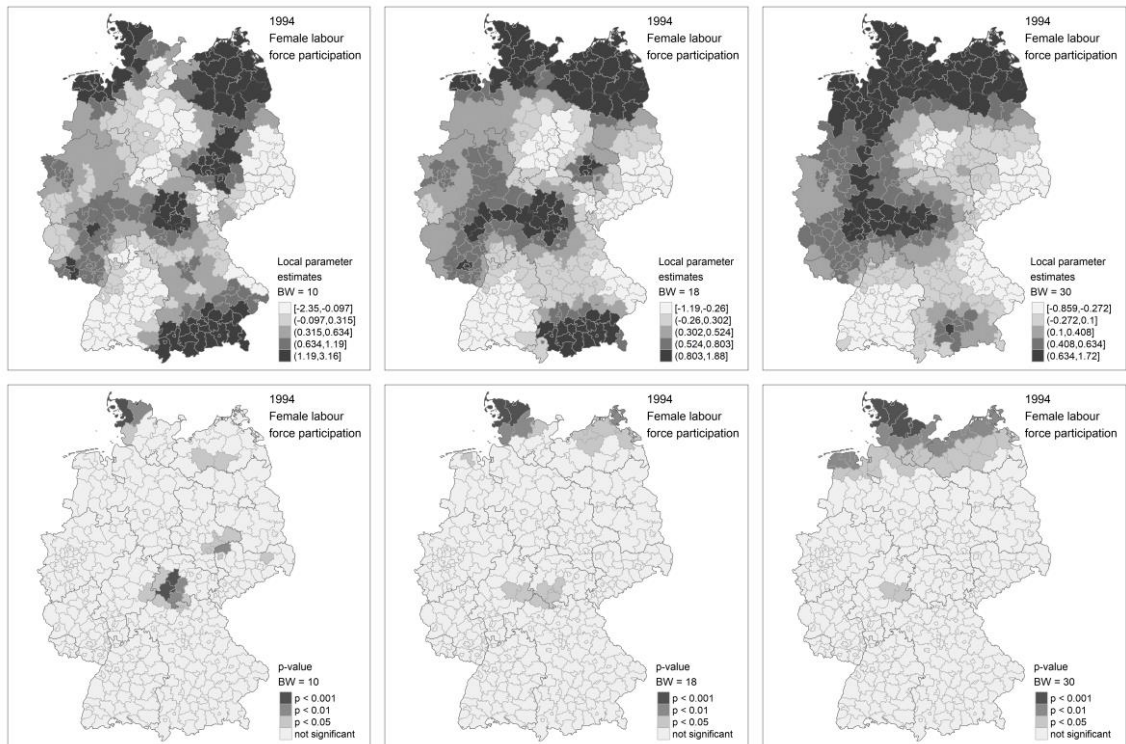 1994
Female labour
force participation
Local parameter
estimates
BW = 10
[-2.35,-0.097]
(-0.097,0.315]
(0.315,0.634]
(0.634,1.19]
(1.19,3.16]
1994
Female labour
force participation
Local parameter
estimates
BW = 18
[-1.19,-0.26]
(-0.26,0.302]
(0.302,0.524]
(0.524,0.803]
(0.803,1.88]
1994
Female labour
force participation
Local parameter
estimates
BW = 30
[-0.859,-0.272]
(-0.272,0.1]
(0.1,0.408]
(0.408,0.634]
(0.634,1.72]
1994
Female labour
force participation
p-value
BW = 10
p < 0.001
p < 0.01
p < 0.05
not significant
1994
Female labour
force participation
p-value
BW = 18
p < 0.001
p < 0.01
p < 0.05
not significant
1994
Female labour
force participation
p-value
BW = 30
p < 0.001
p < 0.01
p < 0.05
not significant